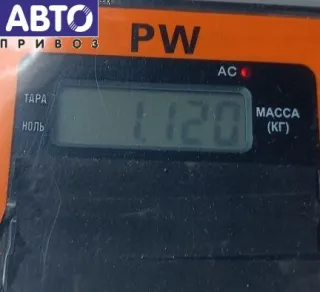 АВТО
ПРИВОЗ
PW
AC
ТАРА
НОЛЬ
1.120
МАССА
(КГ)